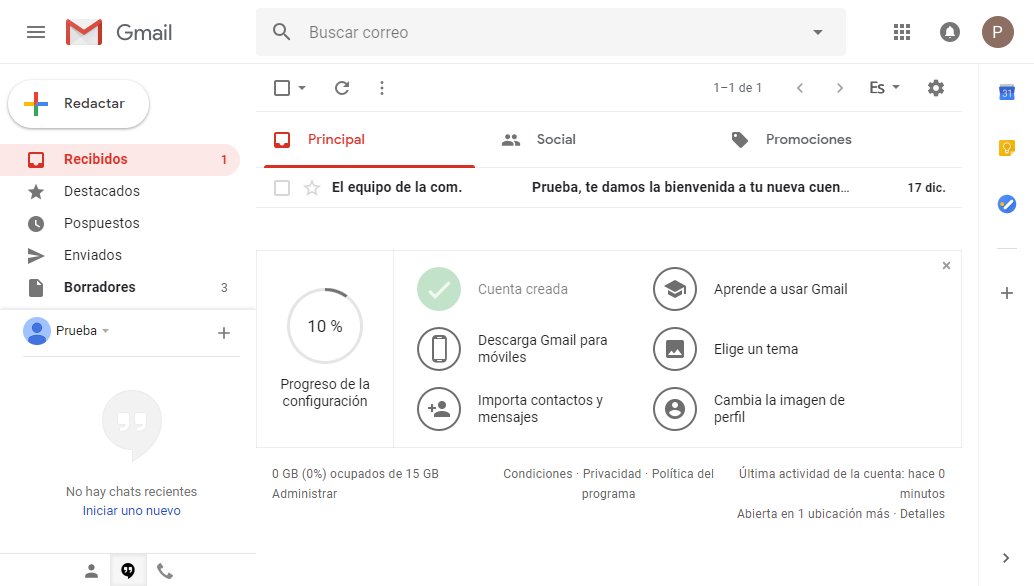 Gmail
Buscar correo
P
Redactar
1–1 de 1
Es
31
Principal
Social
Promociones
Recibidos 1
Destacados
Pospuestos
Enviados
Borradores 3
El equipo de la com. Prueba, te damos la bienvenida a tu nueva cuen… 17 dic.
Prueba
No hay chats recientes
Iniciar uno nuevo
10 %
Progreso de la
configuración
Cuenta creada
Aprende a usar Gmail
Descarga Gmail para
móviles
Elige un tema
Importa contactos y
mensajes
Cambia la imagen de
perfil
0 GB (0%) ocupados de 15 GB
Administrar
Condiciones · Privacidad · Política del
programa
Última actividad de la cuenta: hace 0
minutos
Abierta en 1 ubicación más · Detalles